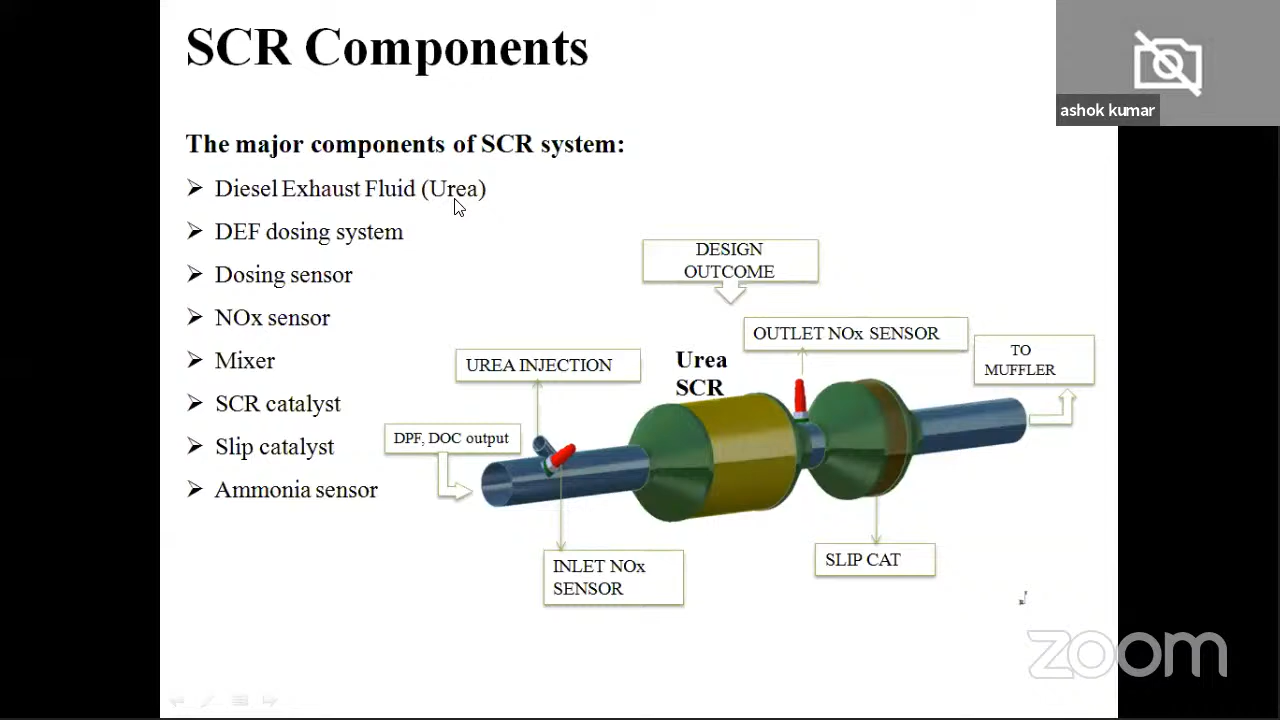 SCR Components
ashok kumar
The major components of SCR system:
Diesel Exhaust Fluid (Urea)
DEF dosing system
Dosing sensor
NOx sensor
Mixer
SCR catalyst
Slip catalyst
Ammonia sensor
DESIGN
OUTCOME
OUTLET NOx SENSOR
TO
MUFFLER
UREA INJECTION
Urea
SCR
DPF, DOC output
INLET NOx
SENSOR
SLIP CAT
zoom